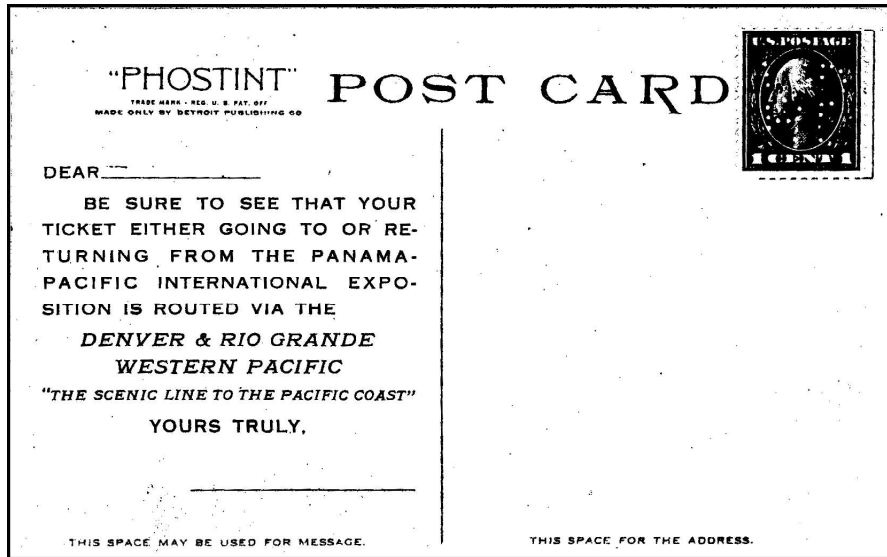 "PHOSTINT"
TRADE MARK - REG. U. S. PAT. OFF
MADE ONLY BY DETROIT PUBLISHING CO
POST CARD
U.S. POSTAGE
1 CENT 1
DEAR
BE SURE TO SEE THAT YOUR
TICKET EITHER GOING TO OR RE-
TURNING FROM THE PANAMA-
PACIFIC INTERNATIONAL EXPO-
SITION IS ROUTED VIA THE
DENVER & RIO GRANDE
WESTERN PACIFIC
"THE SCENIC LINE TO THE PACIFIC COAST"
YOURS TRULY,
THIS SPACE MAY BE USED FOR MESSAGE.
THIS SPACE FOR THE ADDRESS.